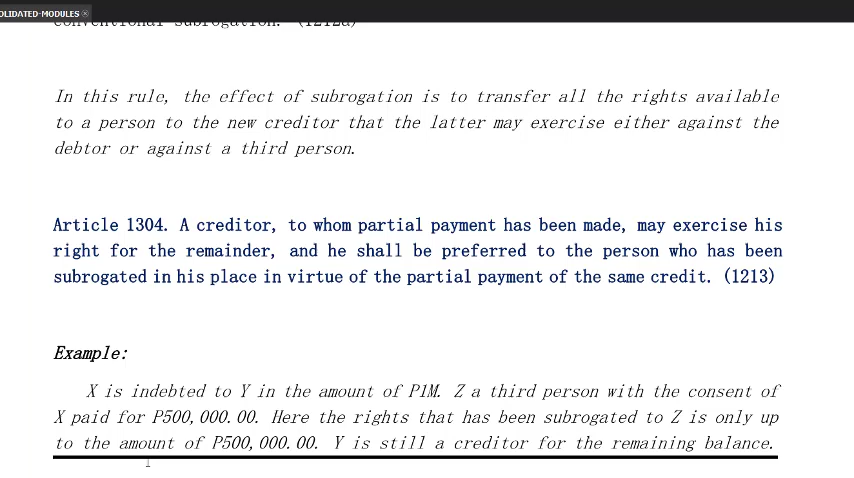 OLIDATED-MODULES
conventional subrogation. (1212a)
In this rule, the effect of subrogation is to transfer all the rights available
to a person to the new creditor that the latter may exercise either against the
debtor or against a third person.
Article 1304. A creditor, to whom partial payment has been made, may exercise his
right for the remainder, and he shall be preferred to the person who has been
subrogated in his place in virtue of the partial payment of the same credit. (1213)
Example:
X is indebted to Y in the amount of P1M. Z a third person with the consent of
X paid for P500,000.00. Here the rights that has been subrogated to Z is only up
to the amount of P500,000.00. Y is still a creditor for the remaining balance.